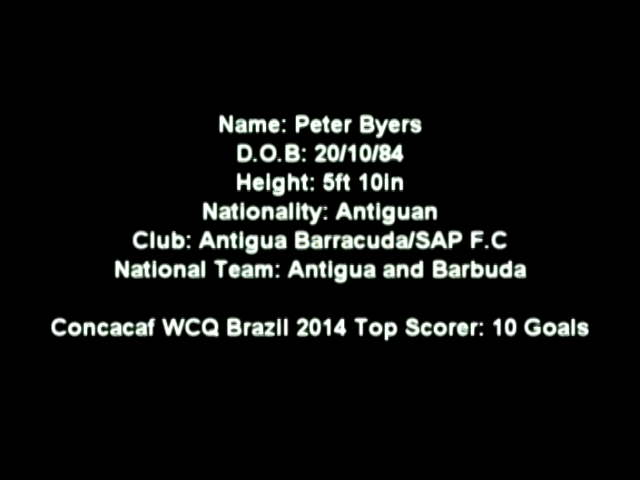 Name: Peter Byers
D.O.B: 20/10/84
Height: 5ft 10in
Nationality: Antiguan
Club: Antigua Barracuda/SAP F.C
National Team: Antigua and Barbuda
Concacaf WCQ Brazil 2014 Top Scorer: 10 Goals